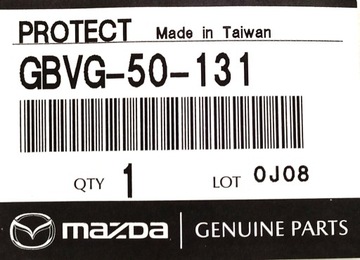 PROTECT Made in Taiwan
GBVG-50-131
QTY 1 LOT 0J08
mazda GENUINE PARTS